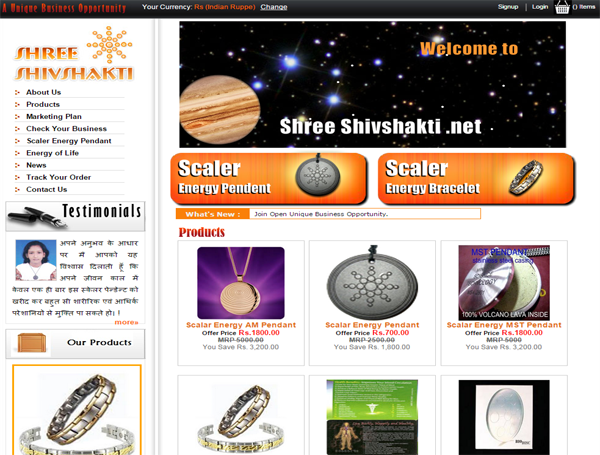 A Unique Business Opportunity
Your Currency: Rs (Indian Ruppe) Change
Signup | Login () Items
SHREE
SHIVSHAKTI
About Us
Products
Marketing Plan
Check Your Business
Scaler Energy Pendant
Energy of Life
News
Track Your Order
Contact Us
Testimonials
अपने अनुभव के आधार
पर में आपको यह
विश्वास दिलाती हूँ कि
अपने जीवन काल में
केवल एक ही बार इस स्केलर पेन्डेन्ट को
खरीद कर बहुत सी शारीरिक एवं आर्थिक
परेशानियो से मुक्ति पा सकते हो। !
more»
Our Products
Welcome to
Shree Shivshakti .net
Scaler
Energy Pendent
Scaler
Energy Bracelet
What's New :
Join Open Unique Business Opportunity.
Products
Scalar Energy AM Pendant
Offer Price Rs.1800.00
MRP 5000.00
You Save Rs. 3,200.00
Scalar Energy Pendant
Offer Price Rs.700.00
MRP 2500.00
You Save Rs. 1,800.00
MST PENDANT
stainless steel casing
100% VOLCANO LAVA INSIDE
Scalar Energy MST Pendant
Offer Price Rs.1800.00
MRP 5000
You Save Rs. 3,200.00